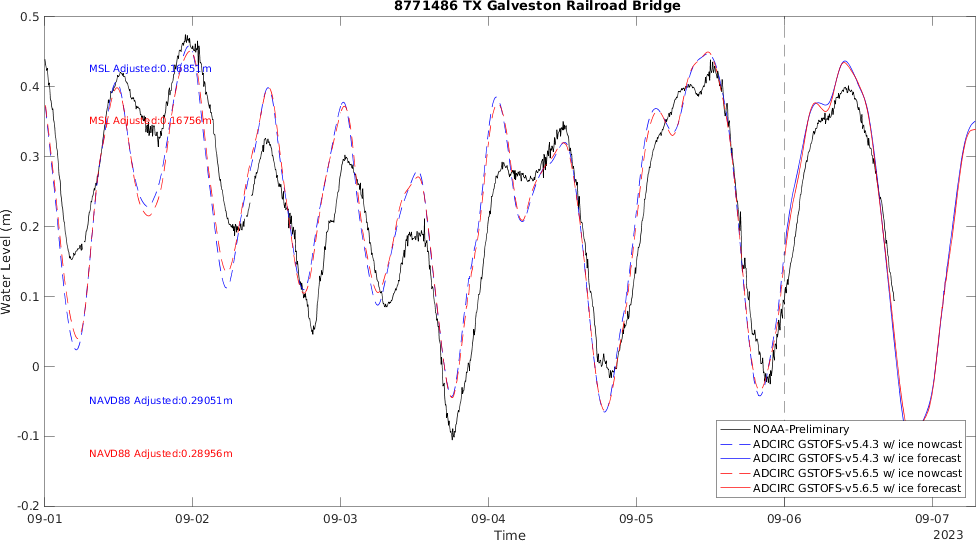 8771486 TX Galveston Railroad Bridge
0.5
0.4
0.3
0.2
0.1
0
-0.1
-0.2
Water Level (m)
MSL Adjusted:0.16851m
MSL Adjusted:0.16756m
NAVD88 Adjusted:0.29051m
NAVD88 Adjusted:0.28956m
NOAA-Preliminary
ADCIRC GSTOFS-v5.4.3 w/ ice nowcast
ADCIRC GSTOFS-v5.4.3 w/ ice forecast
ADCIRC GSTOFS-v5.6.5 w/ ice nowcast
ADCIRC GSTOFS-v5.6.5 w/ ice forecast
09-01 09-02 09-03 09-04 09-05 09-06 09-07
Time
2023